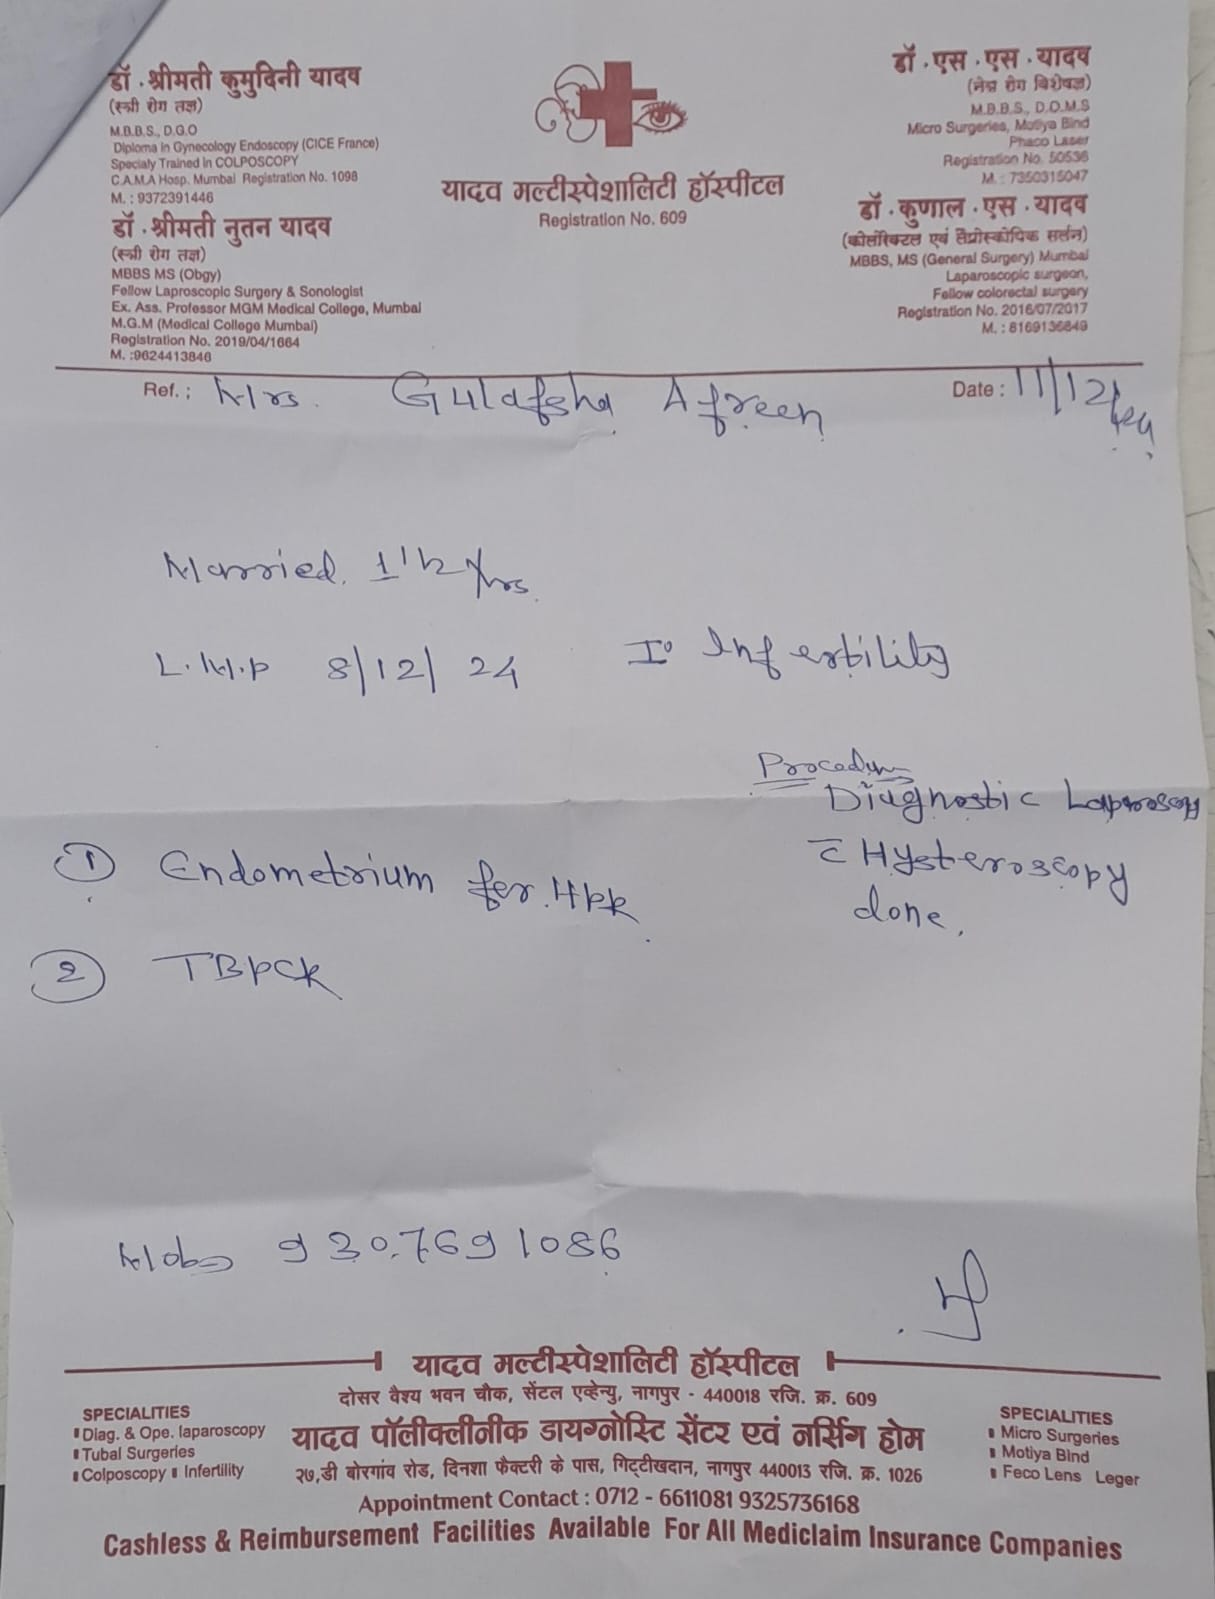 डॉ. श्रीमती कुमुदिनी यादव
(स्त्री रोग तज्ञ)
M.B.B.S., D.G.O
Diploma in Gynecology Endoscopy (CICE France)
Specialy Trained in COLPOSCOPY
C.A.M.A Hosp. Mumbai Registration No. 1098
M. : 9372391446
डॉ. श्रीमती नुतन यादव
(स्त्री रोग तज्ञ)
MBBS MS (Obgy)
Fellow Laproscopic Surgery & Sonologist
Ex. Ass. Professor MGM Medical College, Mumbai
M.G.M (Medical College Mumbai)
Registration No. 2019/04/1664
M. :9624413846
यादव मल्टीस्पेशालिटी हॉस्पीटल
Registration No. 609
डॉ. एस. एस. यादव
(नेत्र रोग विशेषज्ञ)
M.B.B.S., D.O.M.S
Micro Surgeries, Motiya Bind
Phaco Laser
Registration No. 50536
M. : 7350315047
डॉ. कुणाल. एस. यादव
(कोलोरेक्टल एवं लैप्रोस्कोपिक सर्जन)
MBBS, MS (General Surgery) Mumbai
Laparoscopic surgeon,
Fellow colorectal surgery
Registration No. 2016/07/2017
M. : 8169136849
Ref. : Mrs. Gulafsha Afreen Date : 11/12/24
Married. 1 1/2 Yrs.
L.M.P 8/12/24 I° Infertility
Procedure
Diagnostic Laproscopy
c̄ Hysteroscopy
done.
① Endometrium for HPR
② TBPCR
Mob 9307691086
यादव मल्टीस्पेशालिटी हॉस्पीटल
दोसर वैश्य भवन चौक, सेंटल एव्हेन्यु, नागपुर - 440018 रजि. क्र. 609
यादव पॉलीक्लीनीक डायग्नोस्टि सेंटर एवं नर्सिंग होम
२७,डी बोरगांव रोड, दिनशा फैक्टरी के पास, गिट्टीखदान, नागपुर 440013 रजि. क्र. 1026
Appointment Contact : 0712 - 6611081 9325736168
SPECIALITIES
Diag. & Ope. laparoscopy
Tubal Surgeries
Colposcopy Infertility
SPECIALITIES
Micro Surgeries
Motiya Bind
Feco Lens Leger
Cashless & Reimbursement Facilities Available For All Mediclaim Insurance Companies